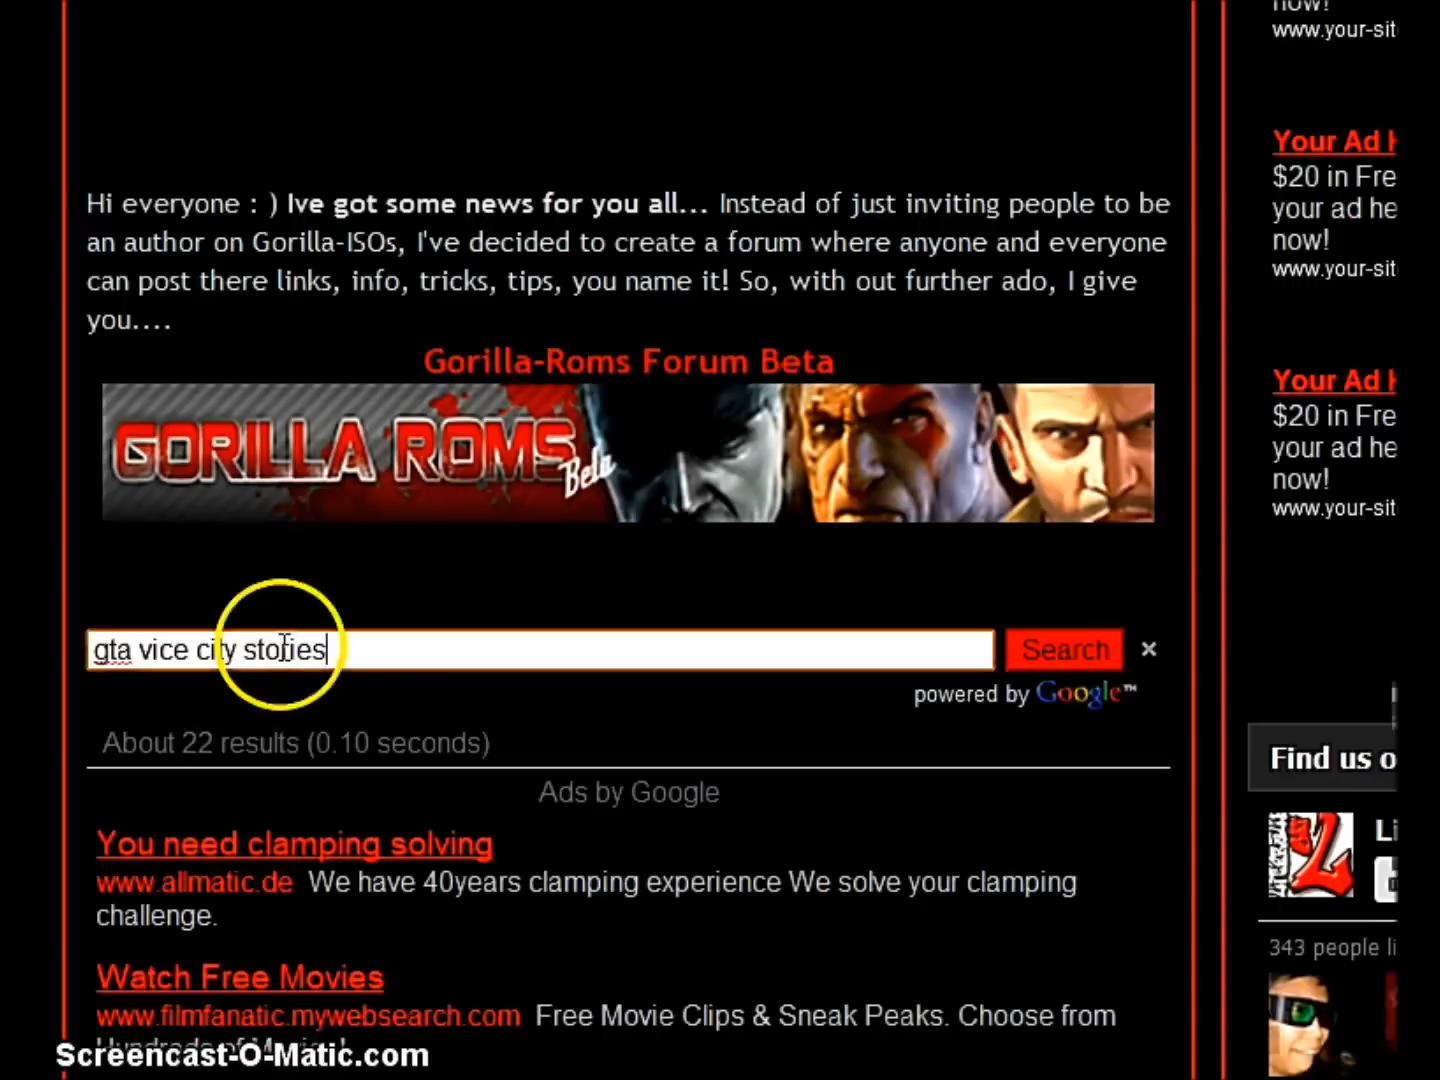 now!
www.your-sit
Hi everyone : ) Ive got some news for you all... Instead of just inviting people to be
an author on Gorilla-ISOs, I've decided to create a forum where anyone and everyone
can post there links, info, tricks, tips, you name it! So, with out further ado, I give
you....
Gorilla-Roms Forum Beta
GORILLA ROMS
Beta
gta vice city stories
Search
×
powered by Google™
About 22 results (0.10 seconds)
Ads by Google
You need clamping solving
www.allmatic.de We have 40years clamping experience We solve your clamping
challenge.
Watch Free Movies
www.filmfanatic.mywebsearch.com Free Movie Clips & Sneak Peaks. Choose from
Screencast-O-Matic.com
Your Ad H
$20 in Fre
your ad he
now!
www.your-sit
Your Ad H
$20 in Fre
your ad he
now!
www.your-sit
Find us o
Li
343 people li